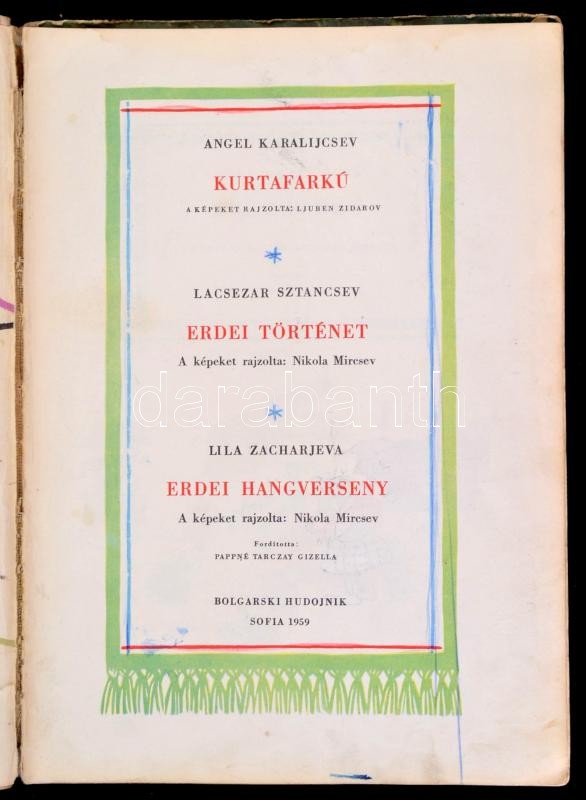 ANGEL KARALIJCSEV
KURTAFARKÚ
A KÉPEKET RAJZOLTA: LJUBEN ZIDAROV
LACSEZAR SZTANCSEV
ERDEI TÖRTÉNET
A képeket rajzolta: Nikola Mircsev
darabanth
LILA ZACHARJEVA
ERDEI HANGVERSENY
A képeket rajzolta: Nikola Mircsev
Fordította:
PAPPNÉ TARCZAY GIZELLA
BOLGARSKI HUDOJNIK
SOFIA 1959